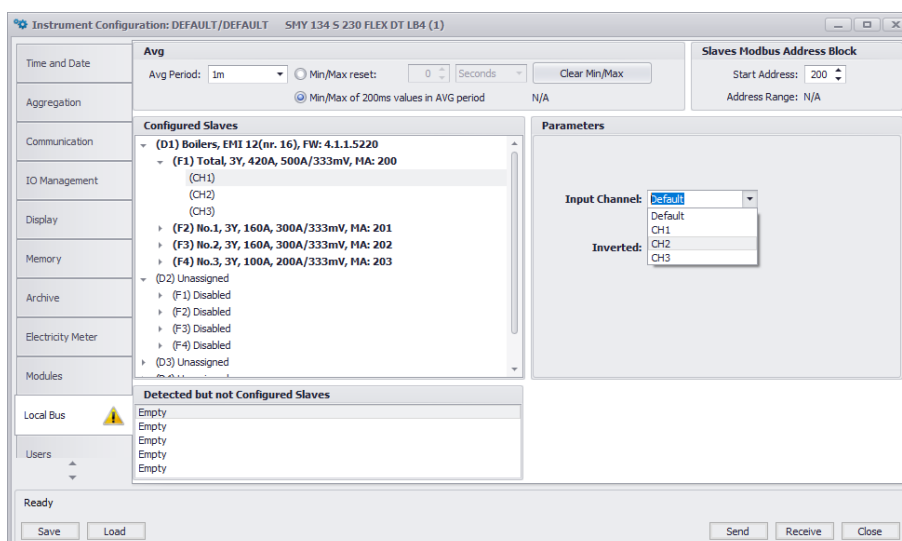 Instrument Configuration: DEFAULT/DEFAULT SMY 134 S 230 FLEX DT LB4 (1)
Time and Date
Aggregation
Communication
IO Management
Display
Memory
Archive
Electricity Meter
Modules
Local Bus
Users
Avg
Avg Period: 1m
Min/Max reset: 0 Seconds
Clear Min/Max
Min/Max of 200ms values in AVG period
N/A
Slaves Modbus Address Block
Start Address: 200
Address Range: N/A
Configured Slaves
(D1) Boilers, EMI 12(nr. 16), FW: 4.1.1.5220
(F1) Total, 3Y, 420A, 500A/333mV, MA: 200
(CH1)
(CH2)
(CH3)
(F2) No.1, 3Y, 160A, 300A/333mV, MA: 201
(F3) No.2, 3Y, 160A, 300A/333mV, MA: 202
(F4) No.3, 3Y, 100A, 200A/333mV, MA: 203
(D2) Unassigned
(F1) Disabled
(F2) Disabled
(F3) Disabled
(F4) Disabled
(D3) Unassigned
Parameters
Input Channel: Default
Default
CH1
CH2
CH3
Inverted:
Detected but not Configured Slaves
Empty
Empty
Empty
Empty
Empty
Ready
Save
Load
Send
Receive
Close